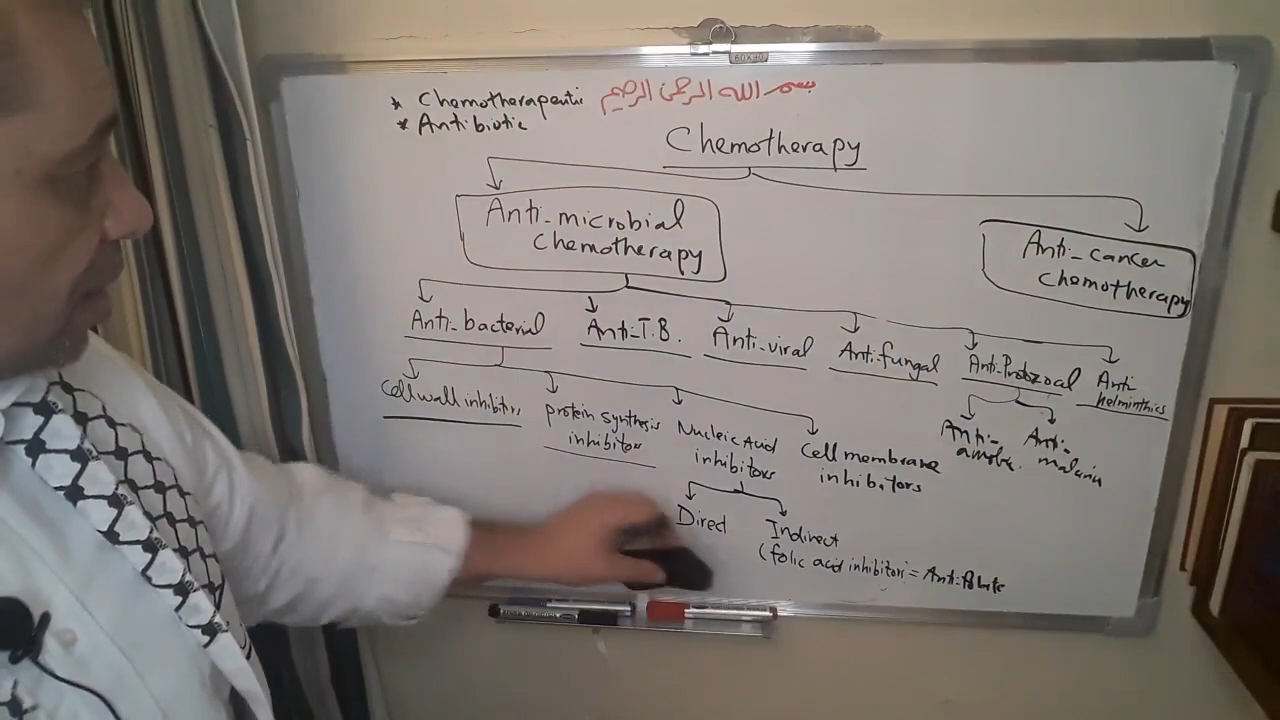 60X90
* Chemotherapeutic
بسم الله الرحمن الرحيم
* Antibiotic
Chemotherapy
Anti-microbial
chemotherapy
Anti-cancer
chemotherapy
Anti-bacterial
Anti-T.B.
Anti-viral
Anti-fungal
Anti-Protozoal
Anti
helminthics
Cell wall inhibitors
protein synthesis
inhibitors
Nucleic Acid
inhibitors
Cell membrane
inhibitors
Anti-
Anti-
malaria
Direct
Indirect
(folic acid inhibitors = Anti-folate